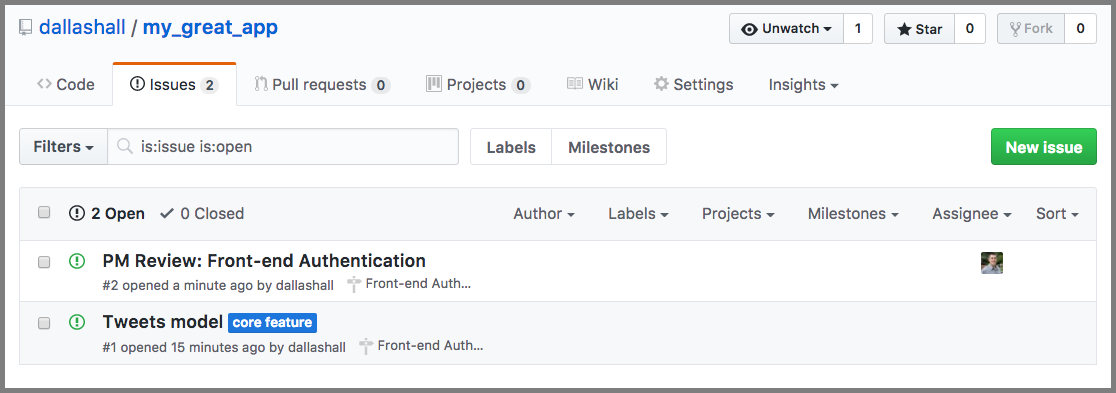 dallashall / my_great_app
Unwatch 1 Star 0 Fork 0
Code Issues 2 Pull requests 0 Projects 0 Wiki Settings Insights
Filters is:issue is:open Labels Milestones New issue
2 Open 0 Closed Author Labels Projects Milestones Assignee Sort
PM Review: Front-end Authentication
#2 opened a minute ago by dallashall Front-end Auth...
Tweets model core feature
#1 opened 15 minutes ago by dallashall Front-end Auth...